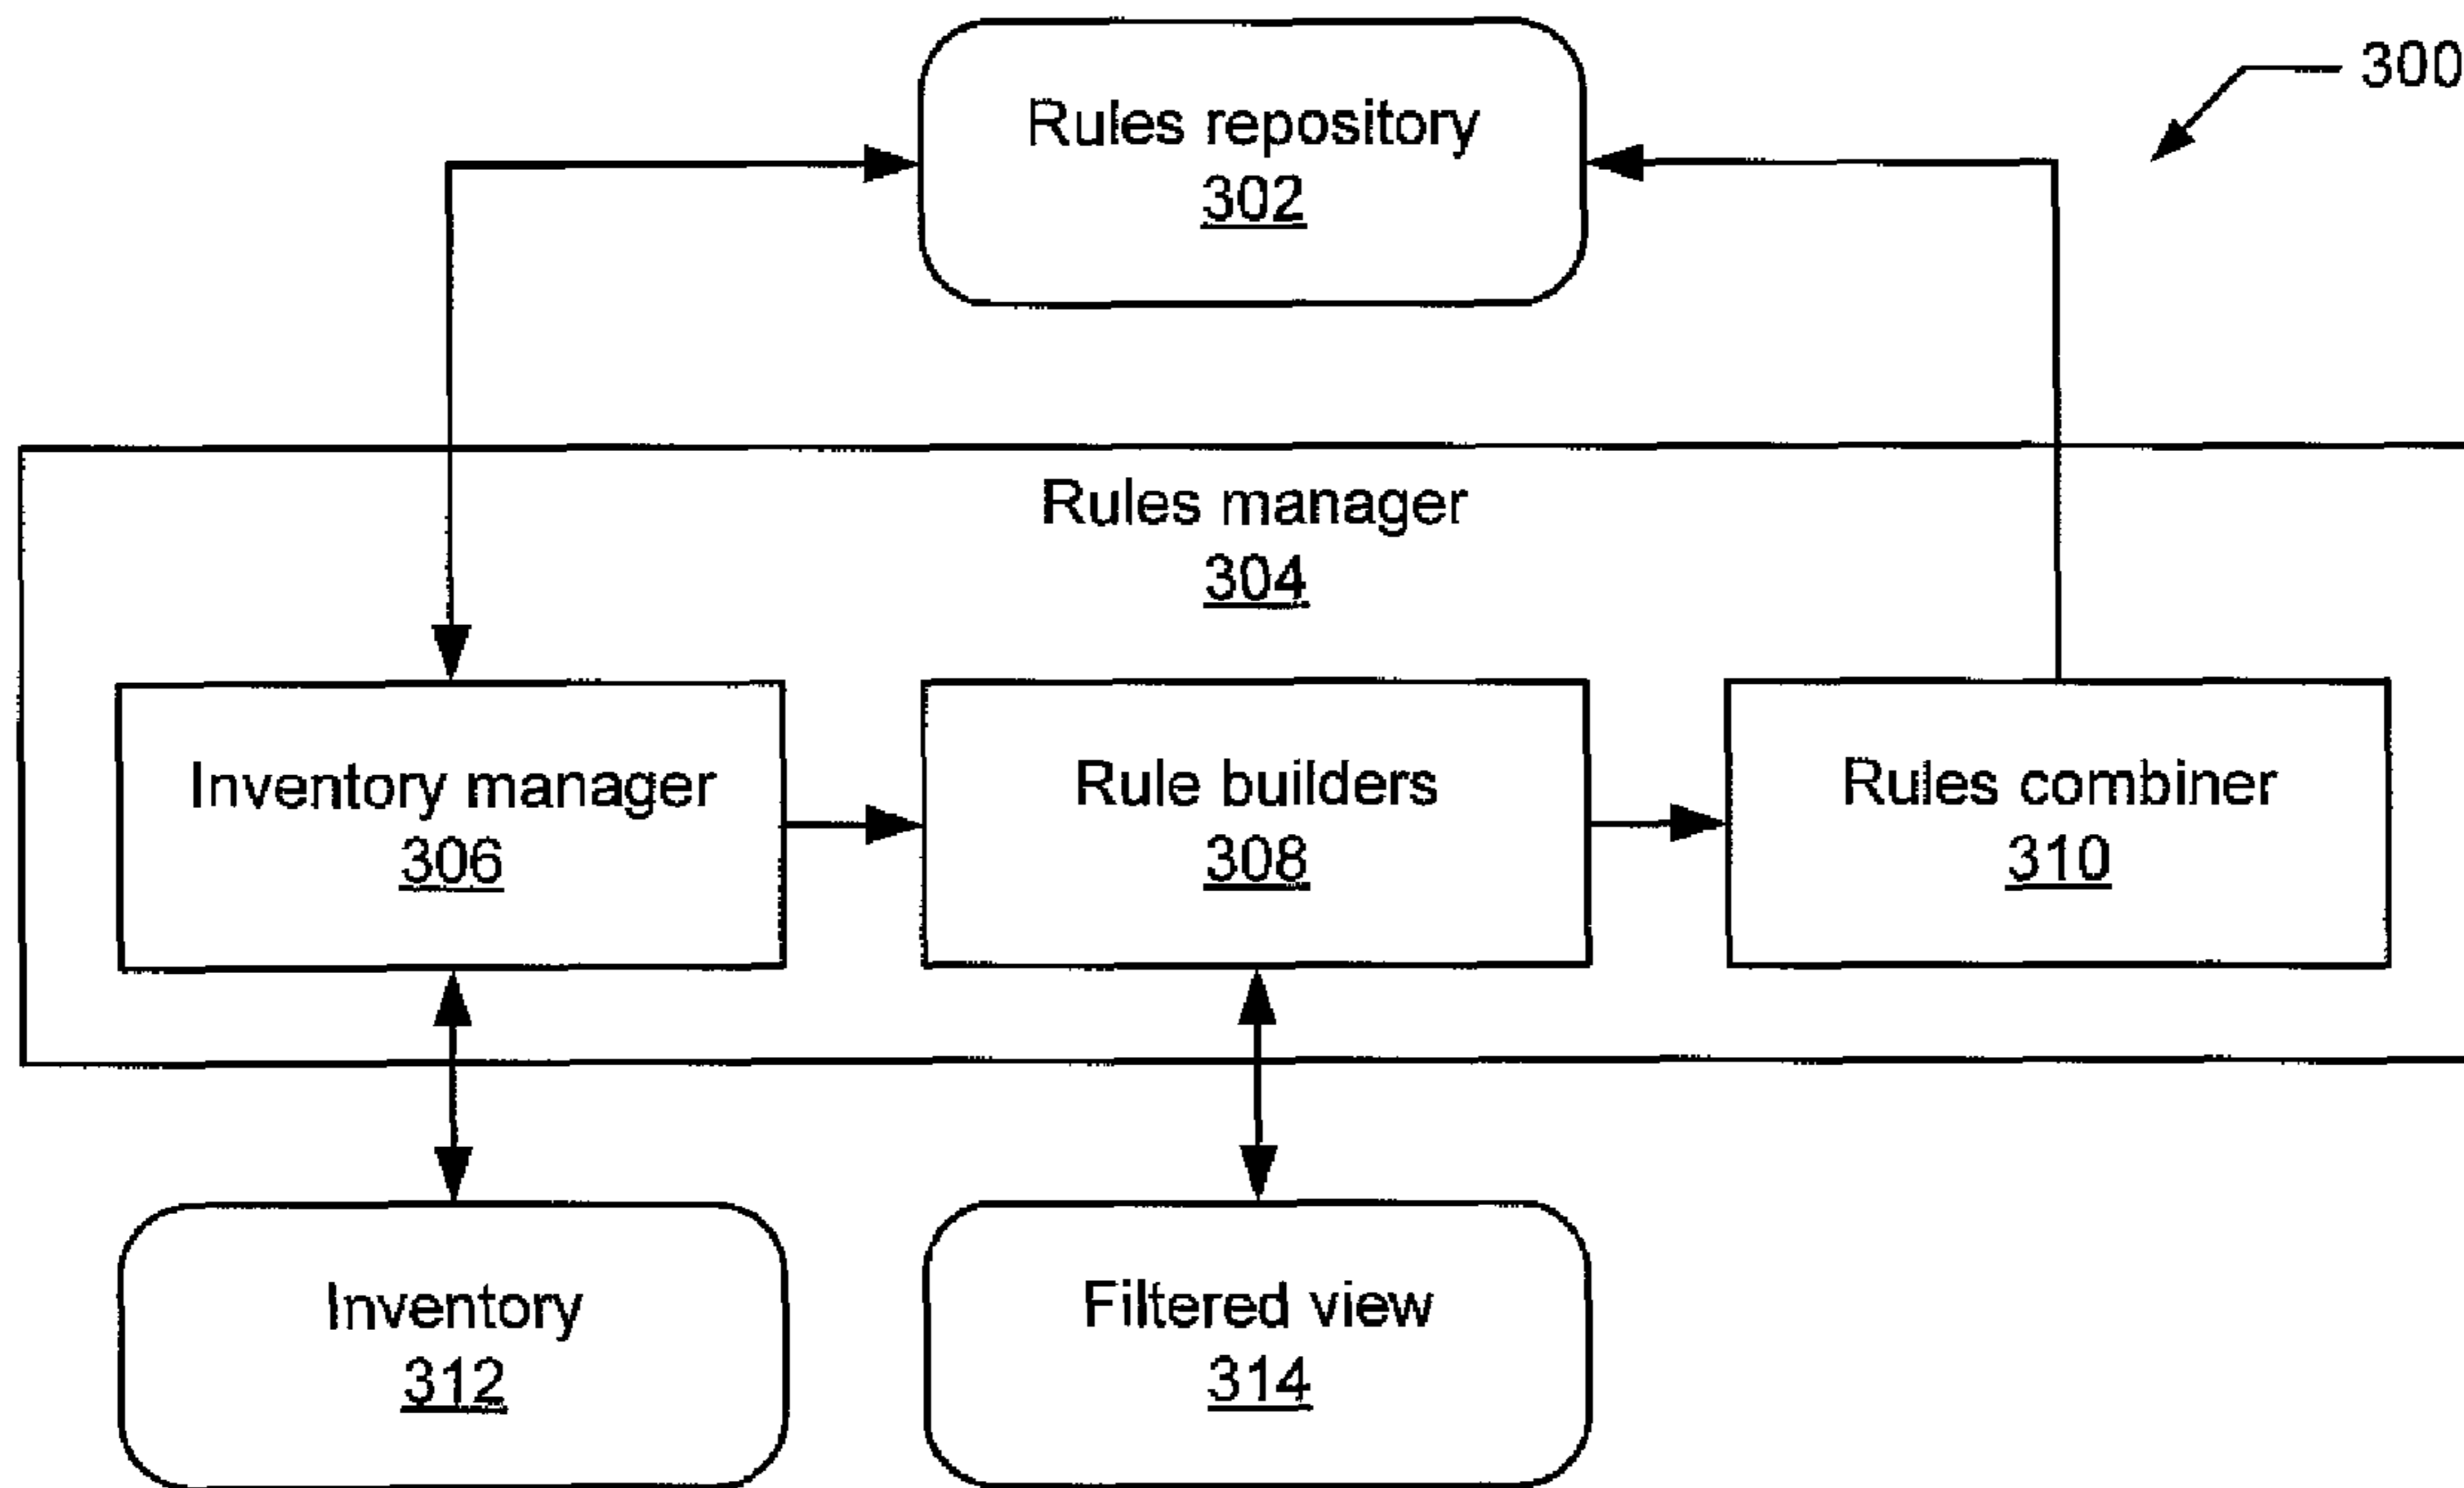 300
Rules repository
302
Rules manager
304
Inventory manager
306
Rule builders
308
Rules combiner
310
Inventory
312
Filtered view
314